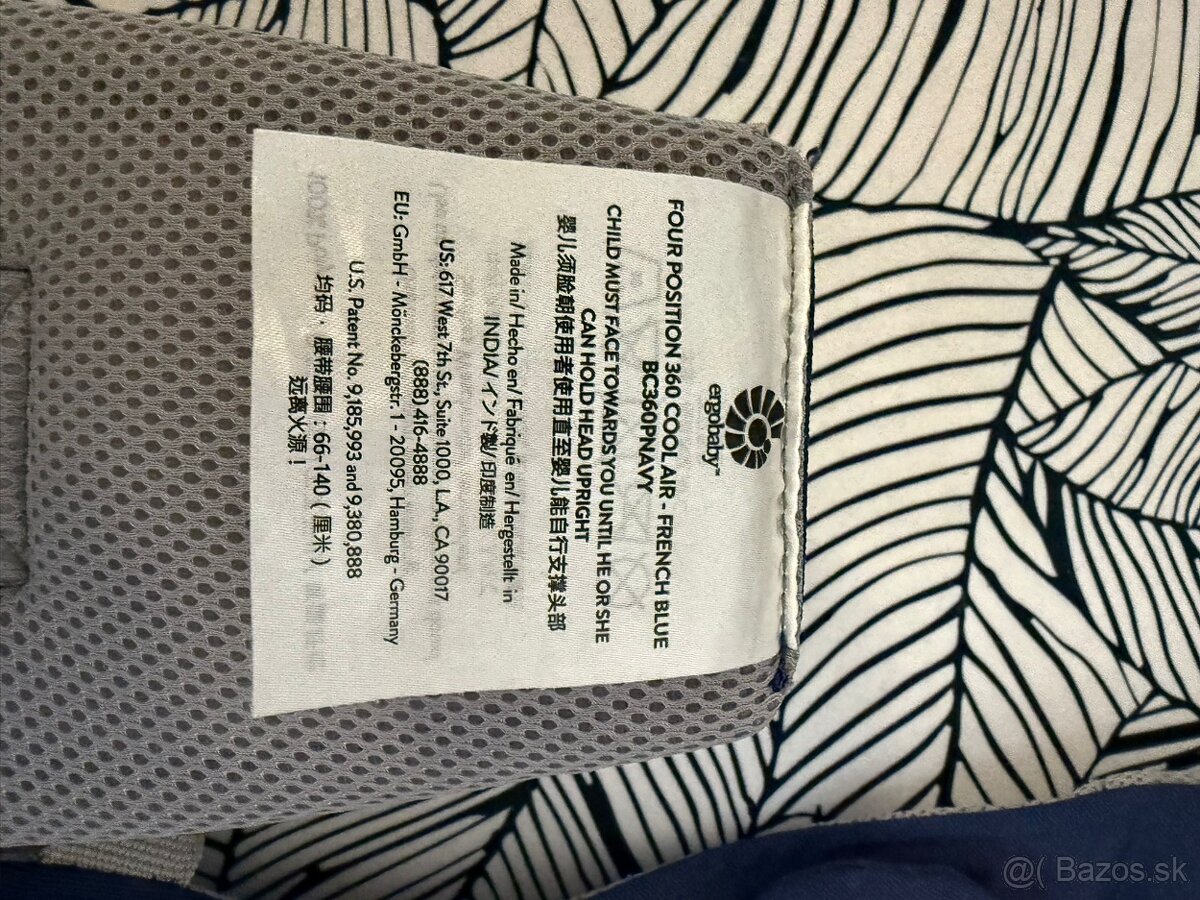 ergobaby™
FOUR POSITION 360 COOL AIR - FRENCH BLUE
BC360PNAVY
CHILD MUST FACE TOWARDS YOU UNTIL HE OR SHE
CAN HOLD HEAD UPRIGHT
婴儿须脸朝使用者使用直至婴儿能自行支撑头部
Made in/ Hecho en/ Fabriqué en/ Hergestellt in
INDIA/インド製/印度制造
US: 617 West 7th St., Suite 1000, L.A., CA 90017
(888) 416-4888
EU: GmbH - Mönckebergstr. 1 - 20095, Hamburg - Germany
U.S. Patent No. 9,185,993 and 9,380,888
均码 · 腰带腰围 : 66-140 ( 厘米 )
远离火源！
@( Bazos.sk